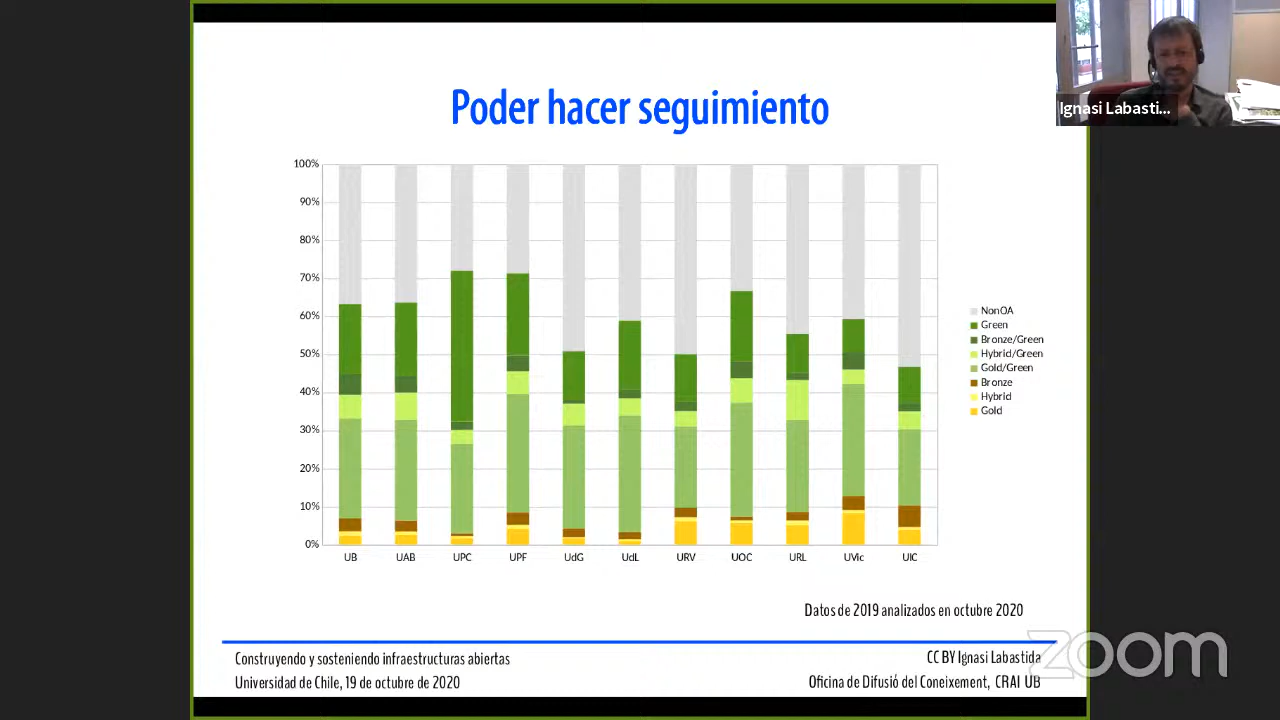 Ignasi Labasti...
Poder hacer seguimiento
100%
90%
80%
70%
60%
50%
40%
30%
20%
10%
0%
UB UAB UPC UPF UdG UdL URV UOC URL UVic UIC
NonOA
Green
Bronze/Green
Hybrid/Green
Gold/Green
Bronze
Hybrid
Gold
Datos de 2019 analizados en octubre 2020
Construyendo y sosteniendo infraestructuras abiertas
Universidad de Chile, 19 de octubre de 2020
CC BY Ignasi Labastida
Oficina de Difusió del Coneixement, CRAI UB
zoom